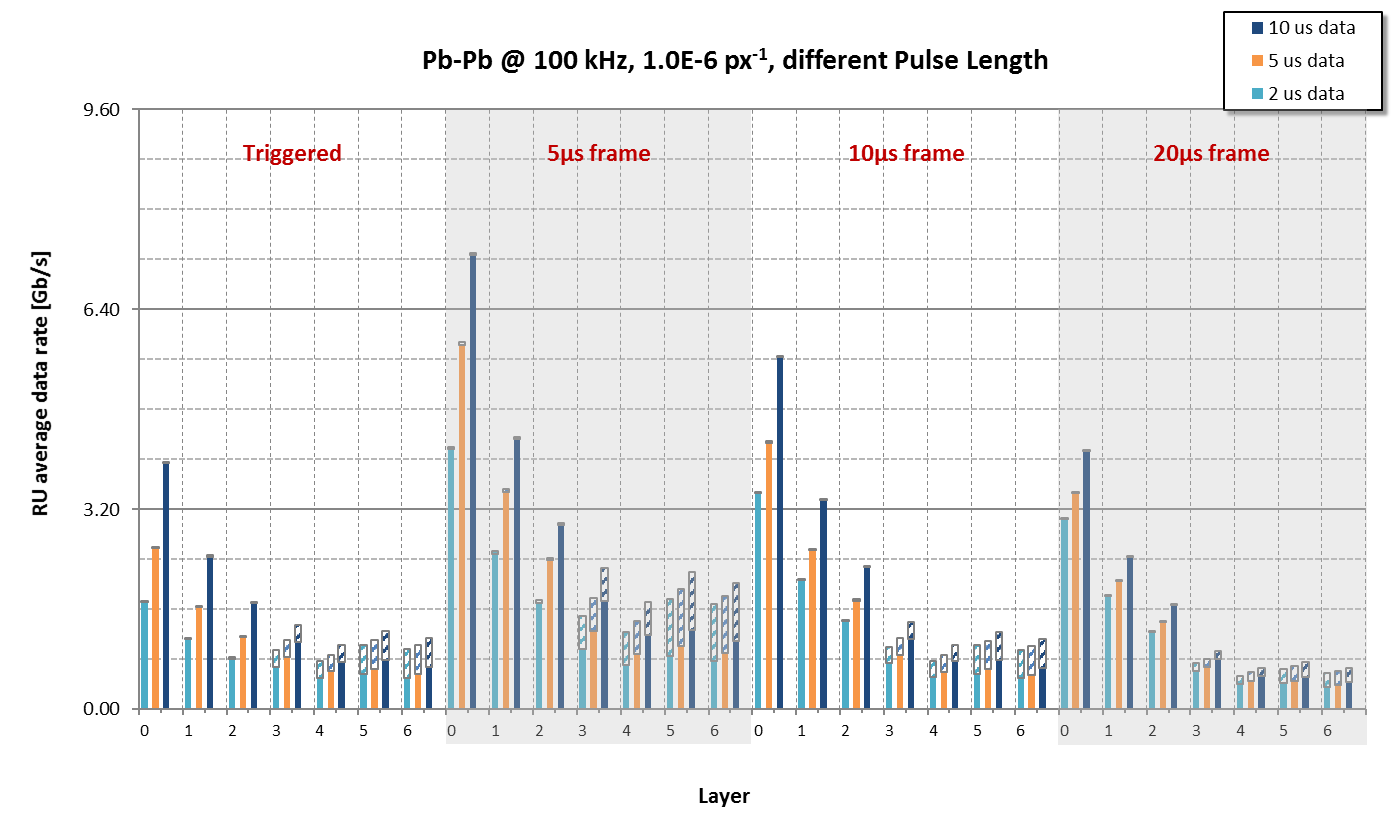 10 us data
5 us data
2 us data
Pb-Pb @ 100 kHz, 1.0E-6 px-1, different Pulse Length
9.60
6.40
3.20
0.00
RU average data rate [Gb/s]
Triggered 5μs frame 10μs frame 20μs frame
0 1 2 3 4 5 6 0 1 2 3 4 5 6 0 1 2 3 4 5 6 0 1 2 3 4 5 6
Layer